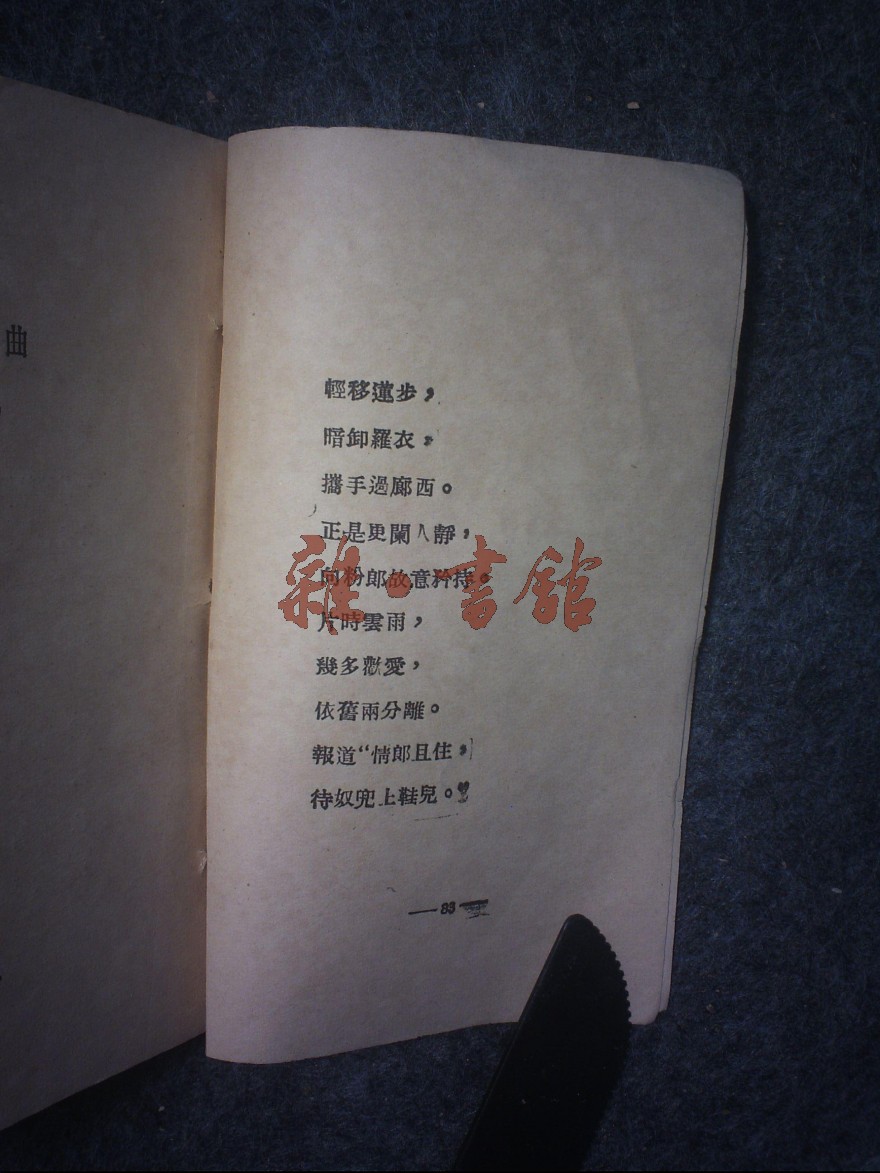 曲
輕移蓮步，
暗卸羅衣，
攜手過廊西。
正是更闌人靜，
向粉郎故意矜持。
片時雲雨，
幾多歡愛，
依舊兩分離。
報道“情郎且住，
待奴兜上鞋兒。”
— 83 —
雜·書館